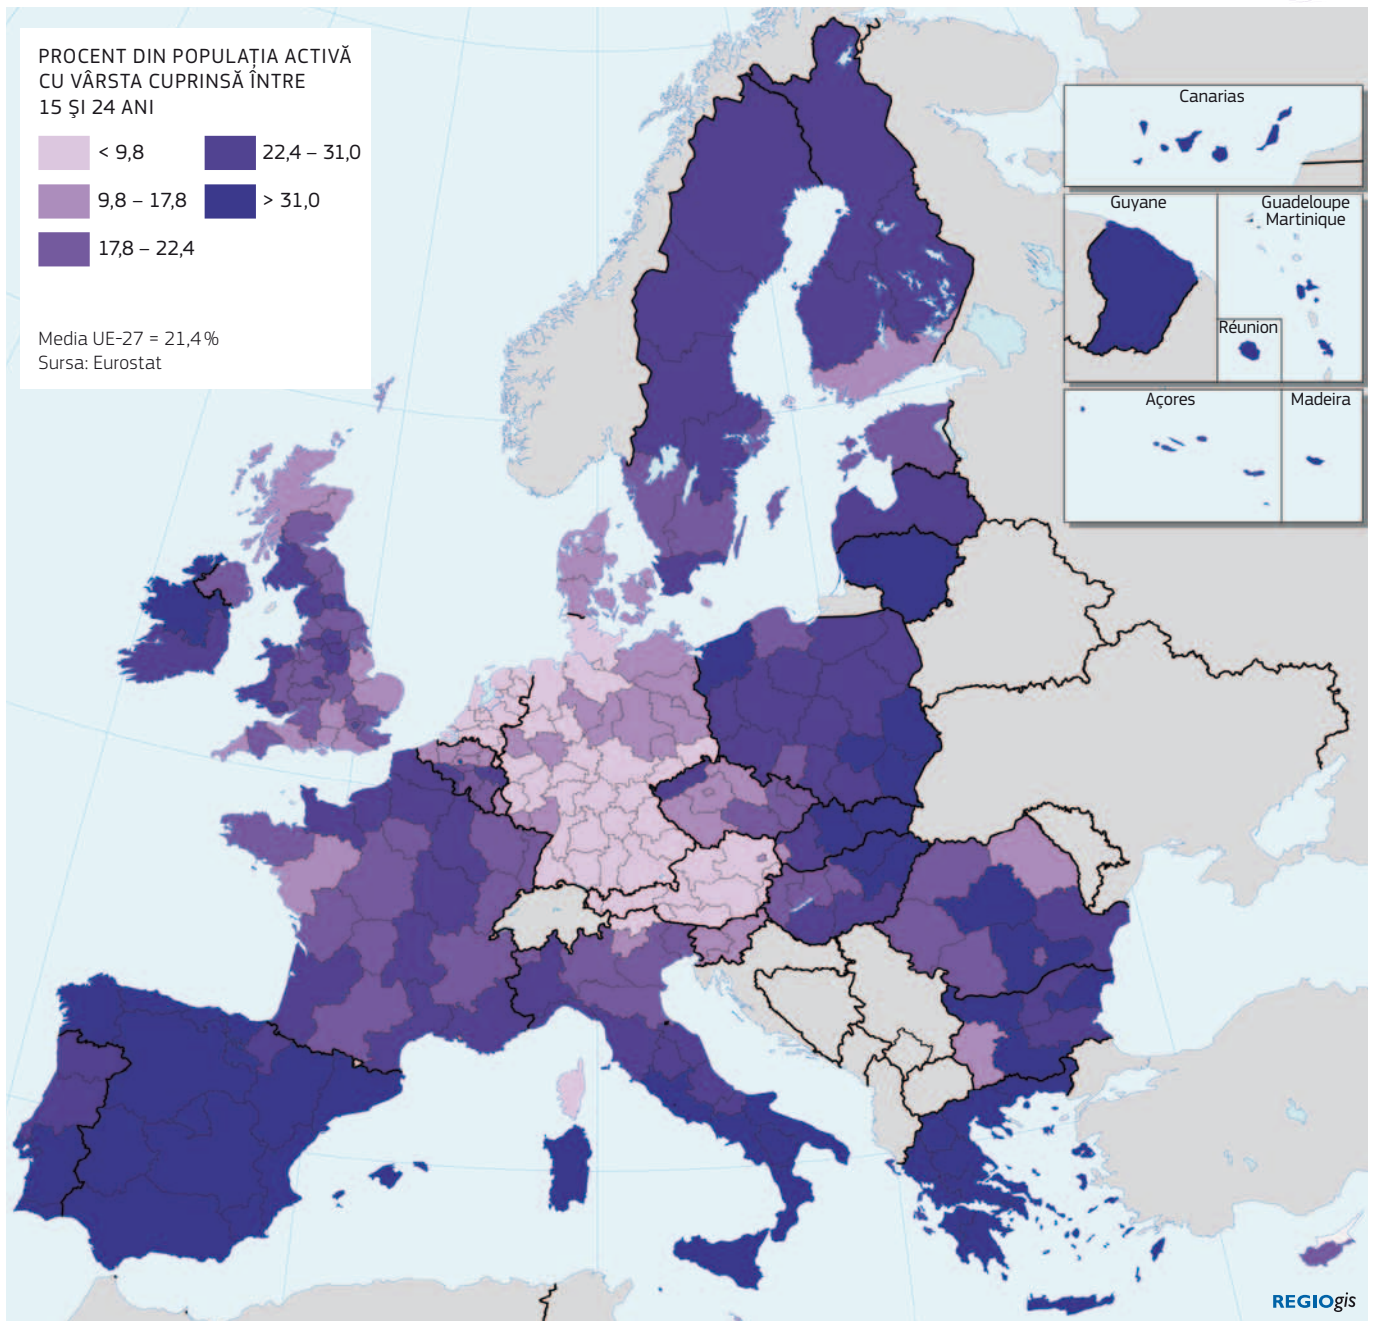 PROCENT DIN POPULAȚIA ACTIVĂ
CU VÂRSTA CUPRINSĂ ÎNTRE
15 ŞI 24 ANI
< 9,8
9,8 – 17,8
17,8 – 22,4
22,4 – 31,0
> 31,0
Media UE-27 = 21,4 %
Sursa: Eurostat
Canarias
Guyane
Guadeloupe
Martinique
Réunion
Açores
Madeira
REGIOgis